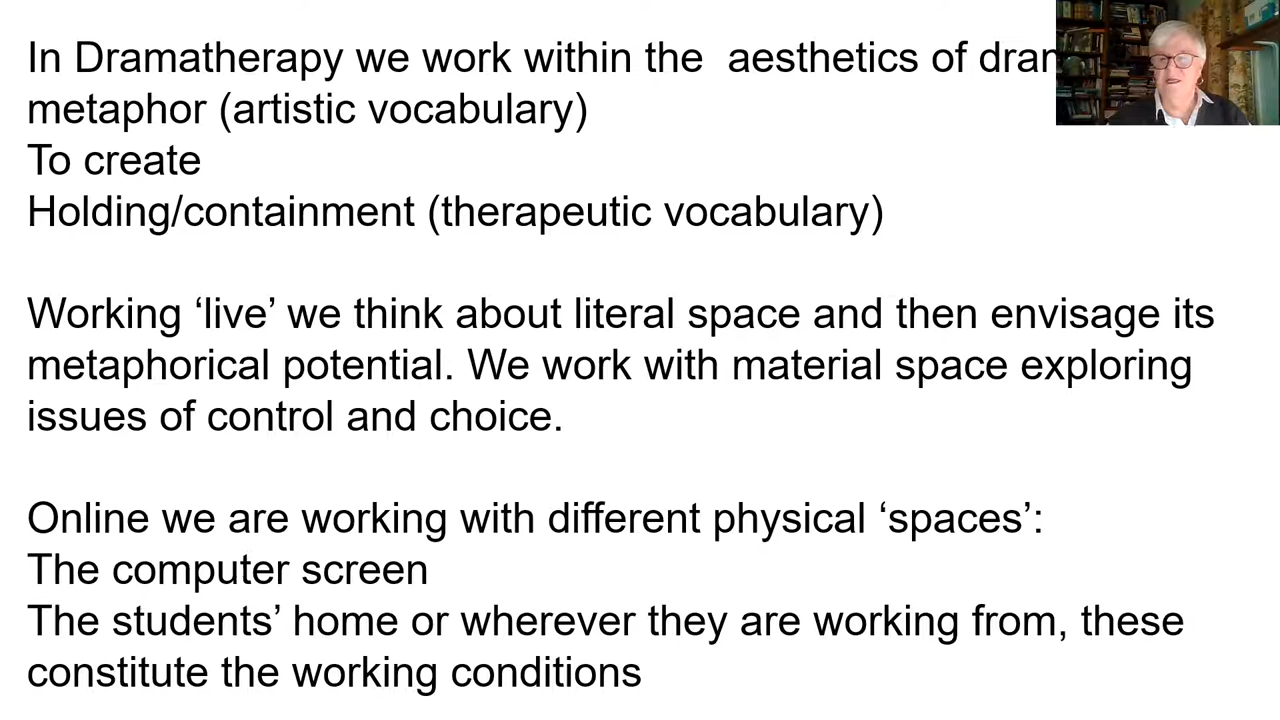 In Dramatherapy we work within the  aesthetics of
metaphor (artistic vocabulary)
To create
Holding/containment (therapeutic vocabulary)
Working ‘live’ we think about literal space and then envisage its
metaphorical potential. We work with material space exploring
issues of control and choice.
Online we are working with different physical ‘spaces’:
The computer screen
The students’ home or wherever they are working from, these
constitute the working conditions